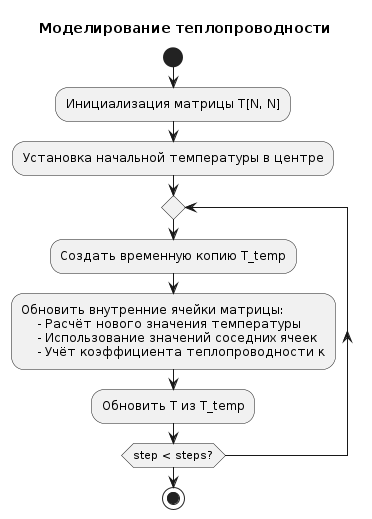 Моделирование теплопроводности
Инициализация матрицы T[N, N]
Установка начальной температуры в центре
Создать временную копию T_temp
Обновить внутренние ячейки матрицы:
- Расчёт нового значения температуры
- Использование значений соседних ячеек
- Учёт коэффициента теплопроводности к
Обновить T из T_temp
step < steps?